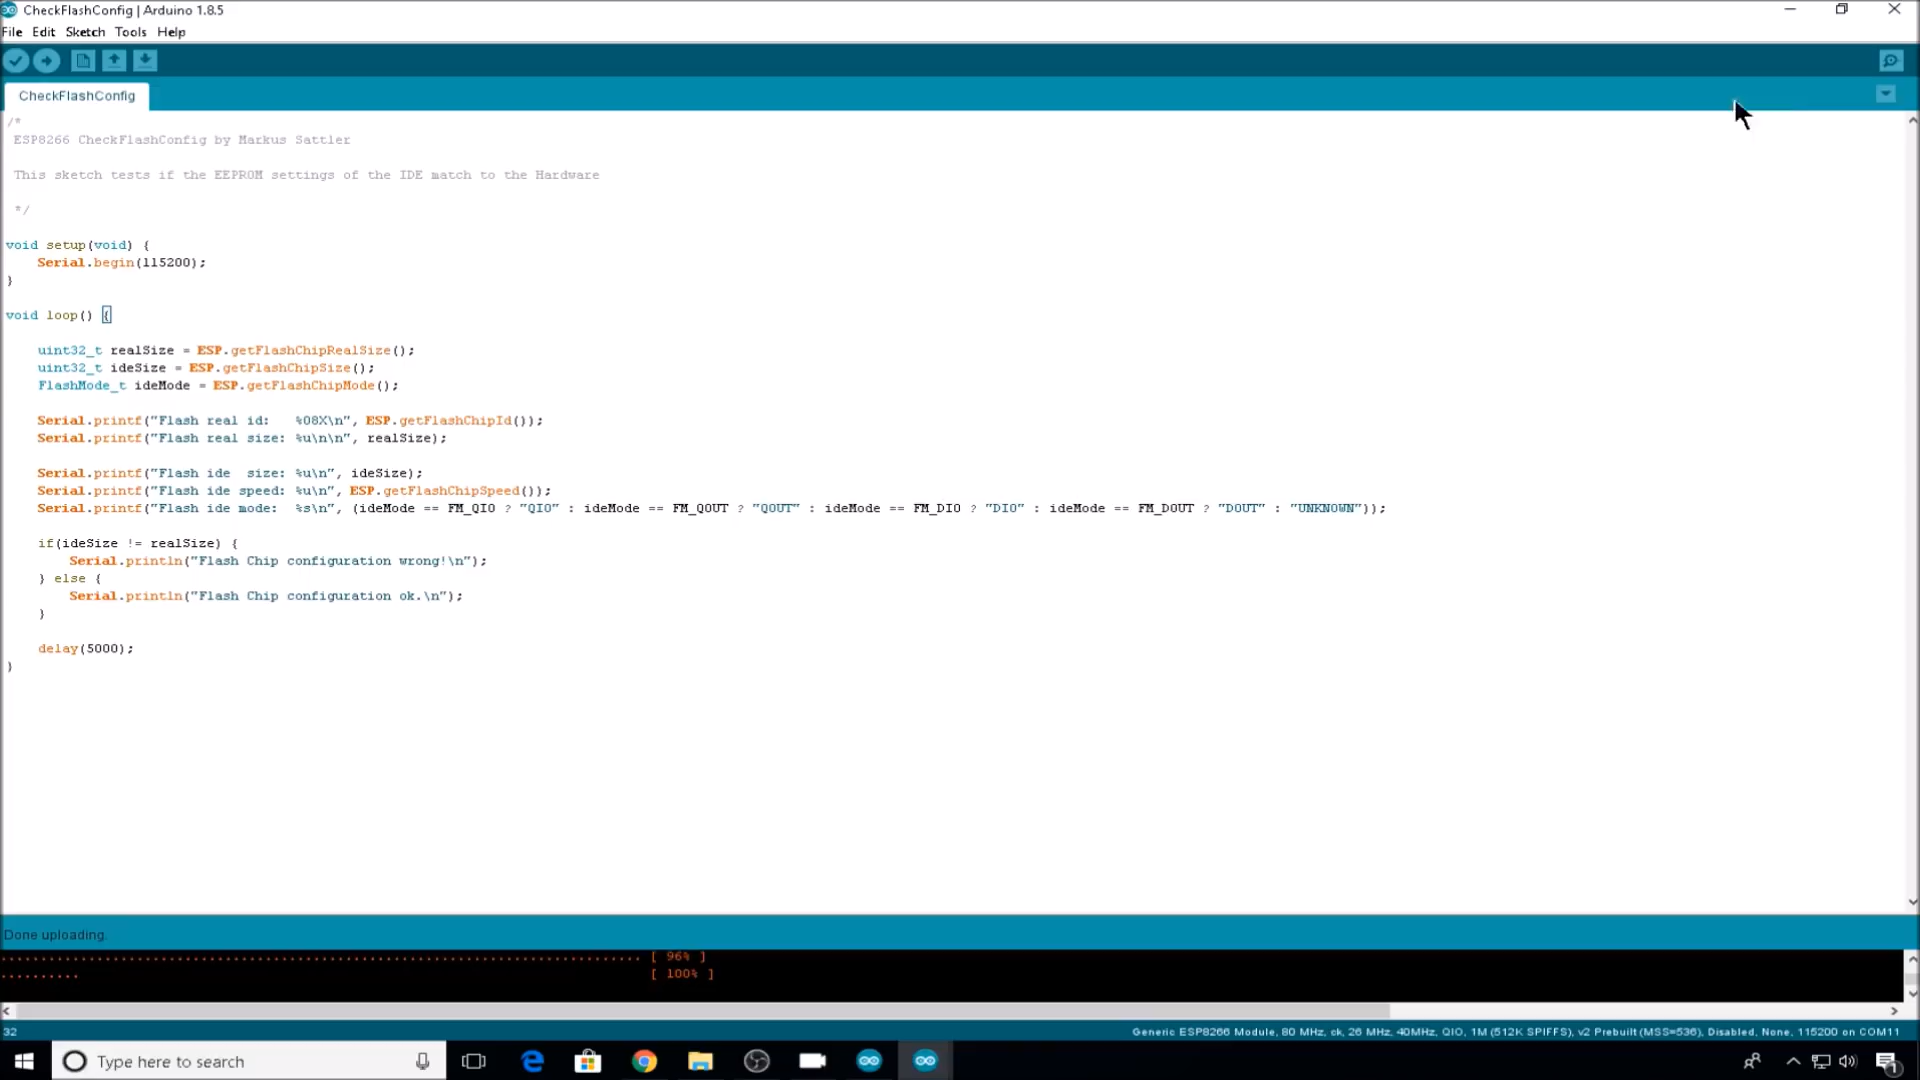 CheckFlashConfig | Arduino 1.8.5
File Edit Sketch Tools Help
CheckFlashConfig
/*
ESP8266 CheckFlashConfig by Markus Sattler
This sketch tests if the EEPROM settings of the IDE match to the Hardware
*/
void setup(void) {
Serial.begin(115200);
}
void loop() {
uint32_t realSize = ESP.getFlashChipRealSize();
uint32_t ideSize = ESP.getFlashChipSize();
FlashMode_t ideMode = ESP.getFlashChipMode();
Serial.printf("Flash real id:   %08X\n", ESP.getFlashChipId());
Serial.printf("Flash real size: %u\n\n", realSize);
Serial.printf("Flash ide  size: %u\n", ideSize);
Serial.printf("Flash ide speed: %u\n", ESP.getFlashChipSpeed());
Serial.printf("Flash ide mode:  %s\n", (ideMode == FM_QIO ? "QIO" : ideMode == FM_QOUT ? "QOUT" : ideMode == FM_DIO ? "DIO" : ideMode == FM_DOUT ? "DOUT" : "UNKNOWN"));
if(ideSize != realSize) {
Serial.println("Flash Chip configuration wrong!\n");
} else {
Serial.println("Flash Chip configuration ok.\n");
}
delay(5000);
}
Done uploading.
................................................................................ [ 96% ]
.......... [ 100% ]
32
Generic ESP8266 Module, 80 MHz, ck, 26 MHz, 40MHz, QIO, 1M (512K SPIFFS), v2 Prebuilt (MSS=536), Disabled, None, 115200 on COM11
Type here to search
1